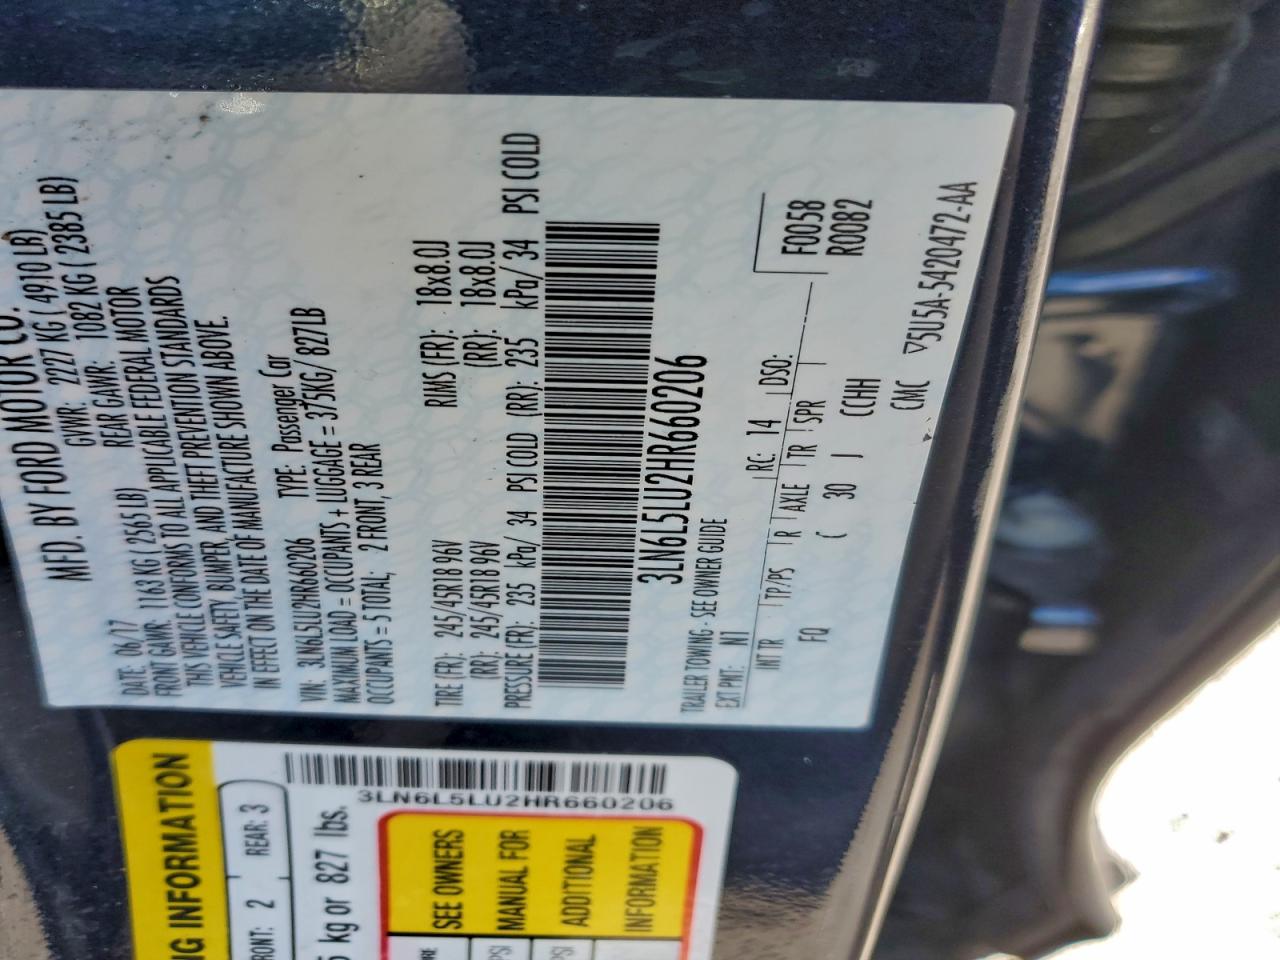 MFD. BY FORD MOTOR CO.
DATE: 06/17 GVWR: 2227 KG ( 4910 LB)
FRONT GAWR: 1163 KG ( 2565 LB) REAR GAWR: 1082 KG ( 2385 LB)
THIS VEHICLE CONFORMS TO ALL APPLICABLE FEDERAL MOTOR
VEHICLE SAFETY, BUMPER, AND THEFT PREVENTION STANDARDS
IN EFFECT ON THE DATE OF MANUFACTURE SHOWN ABOVE.
VIN: 3LN6L5LU2HR660206 TYPE: Passenger Car
MAXIMUM LOAD = OCCUPANTS + LUGGAGE = 375KG/ 827LB
OCCUPANTS = 5 TOTAL; 2 FRONT, 3 REAR
TIRE (FR): 245/45R18 96V RIMS (FR): 18x8.0J
(RR): 245/45R18 96V (RR): 18x8.0J
PRESSURE (FR): 235 kPa/ 34 PSI COLD (RR): 235 kPa/ 34 PSI COLD
3LN6L5LU2HR660206
TRAILER TOWING - SEE OWNER GUIDE
EXT PNT: N1 RC: 14 DSO: F0058
INT TR TP/PS R AXLE TR SPR R0082
FQ C 30 J CCHH
CMC ▽5U5A-5420472-AA
NG INFORMATION
FRONT: 2 REAR: 3
5 kg or 827 lbs.
3LN6L5LU2HR660206
SEE OWNERS
MANUAL FOR
ADDITIONAL
INFORMATION